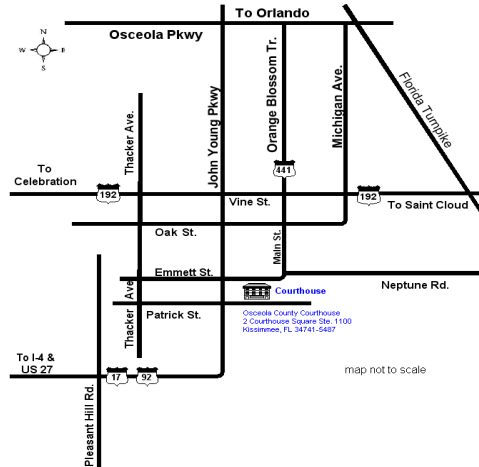 To Orlando
Osceola Pkwy
N
W
E
S
Thacker Ave.
John Young Pkwy
Orange Blossom Tr.
Michigan Ave.
Florida Turnpike
441
To
Celebration
192
Vine St.
192
To Saint Cloud
Oak St.
Main St.
Emmett St.
Neptune Rd.
Courthouse
Thacker Ave
Patrick St.
Osceola County Courthouse
2 Courthouse Square Ste. 1100
Kissimmee, FL 34741-5487
To I-4 &
US 27
17
92
map not to scale
Pleasant Hill Rd.